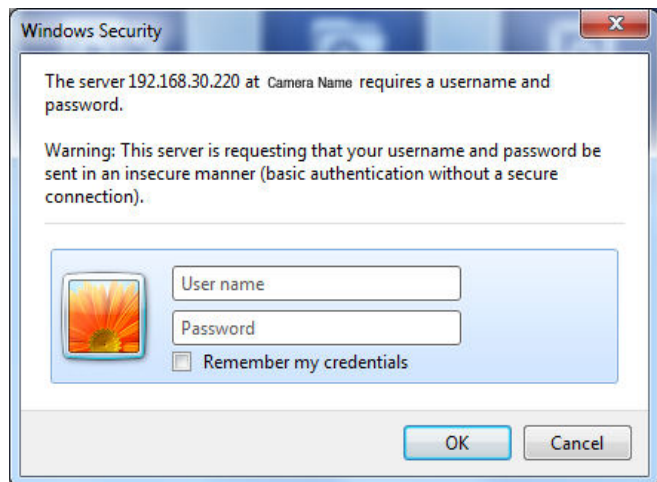 Windows Security
The server 192.168.30.220 at Camera Name requires a username and
password.
Warning: This server is requesting that your username and password be
sent in an insecure manner (basic authentication without a secure
connection).
User name
Password
Remember my credentials
OK
Cancel